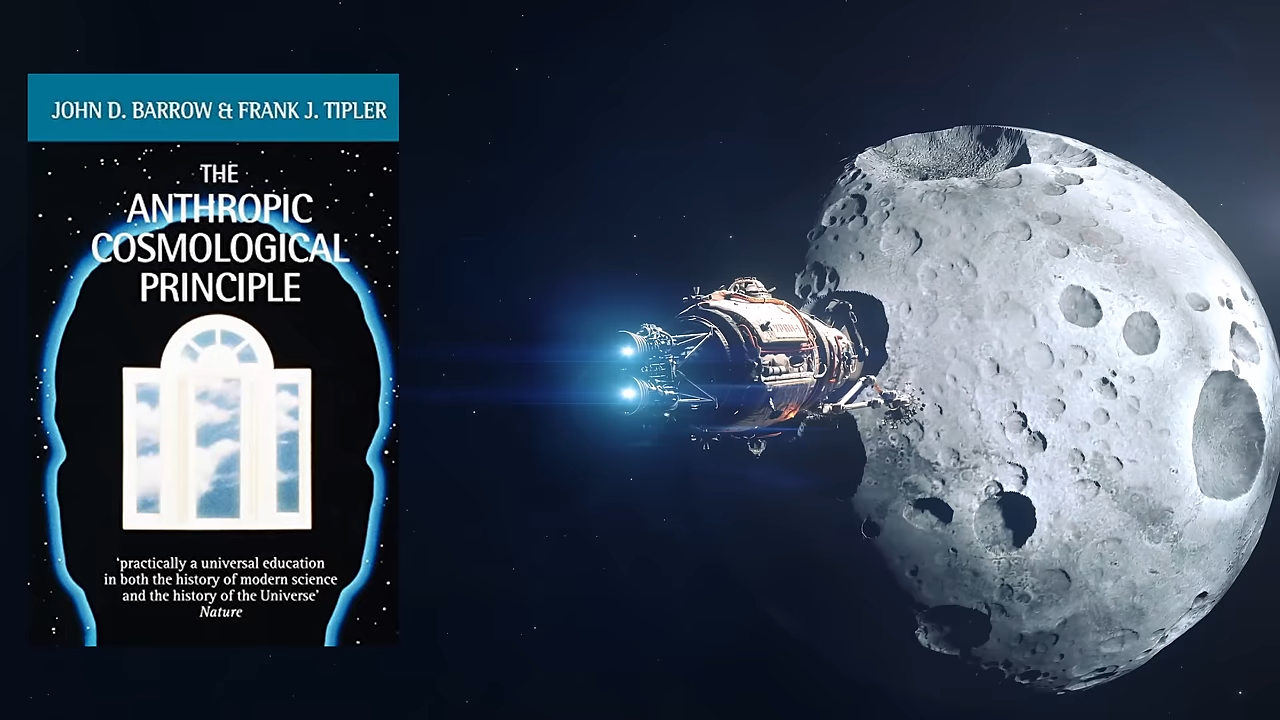 JOHN D. BARROW & FRANK J. TIPLER
THE
ANTHROPIC
COSMOLOGICAL
PRINCIPLE
'practically a universal education
in both the history of modern science
and the history of the Universe'
Nature